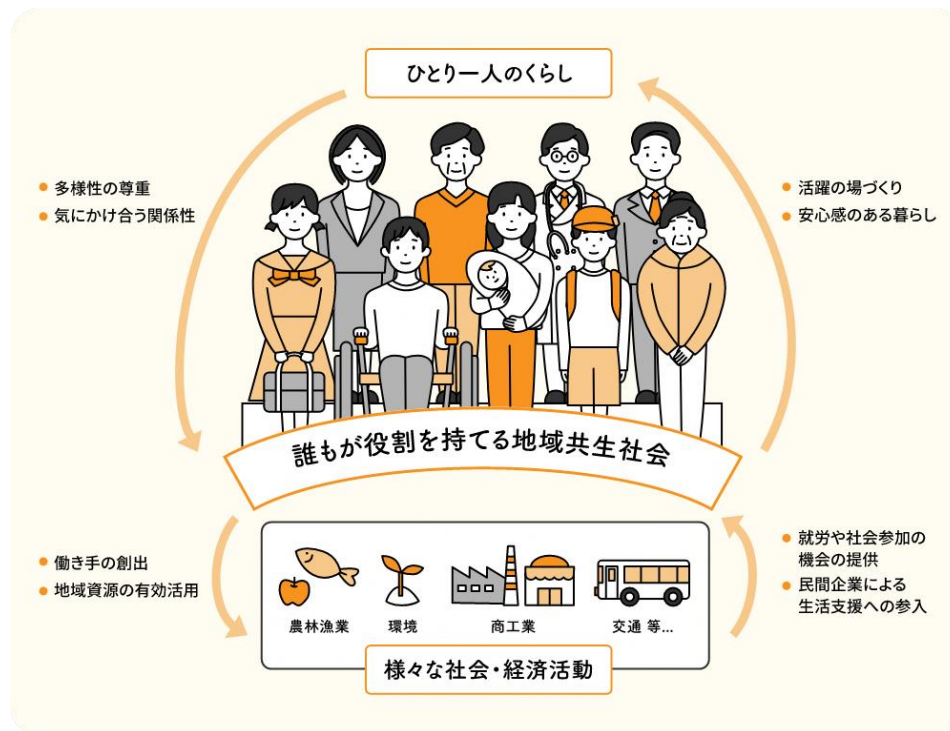 ひとり一人のくらし
多様性の尊重
気にかけ合う関係性
活躍の場づくり
安心感のある暮らし
誰もが役割を持てる地域共生社会
働き手の創出
地域資源の有効活用
就労や社会参加の
機会の提供
民間企業による
生活支援への参入
農林漁業 環境 商工業 交通 等...
様々な社会・経済活動